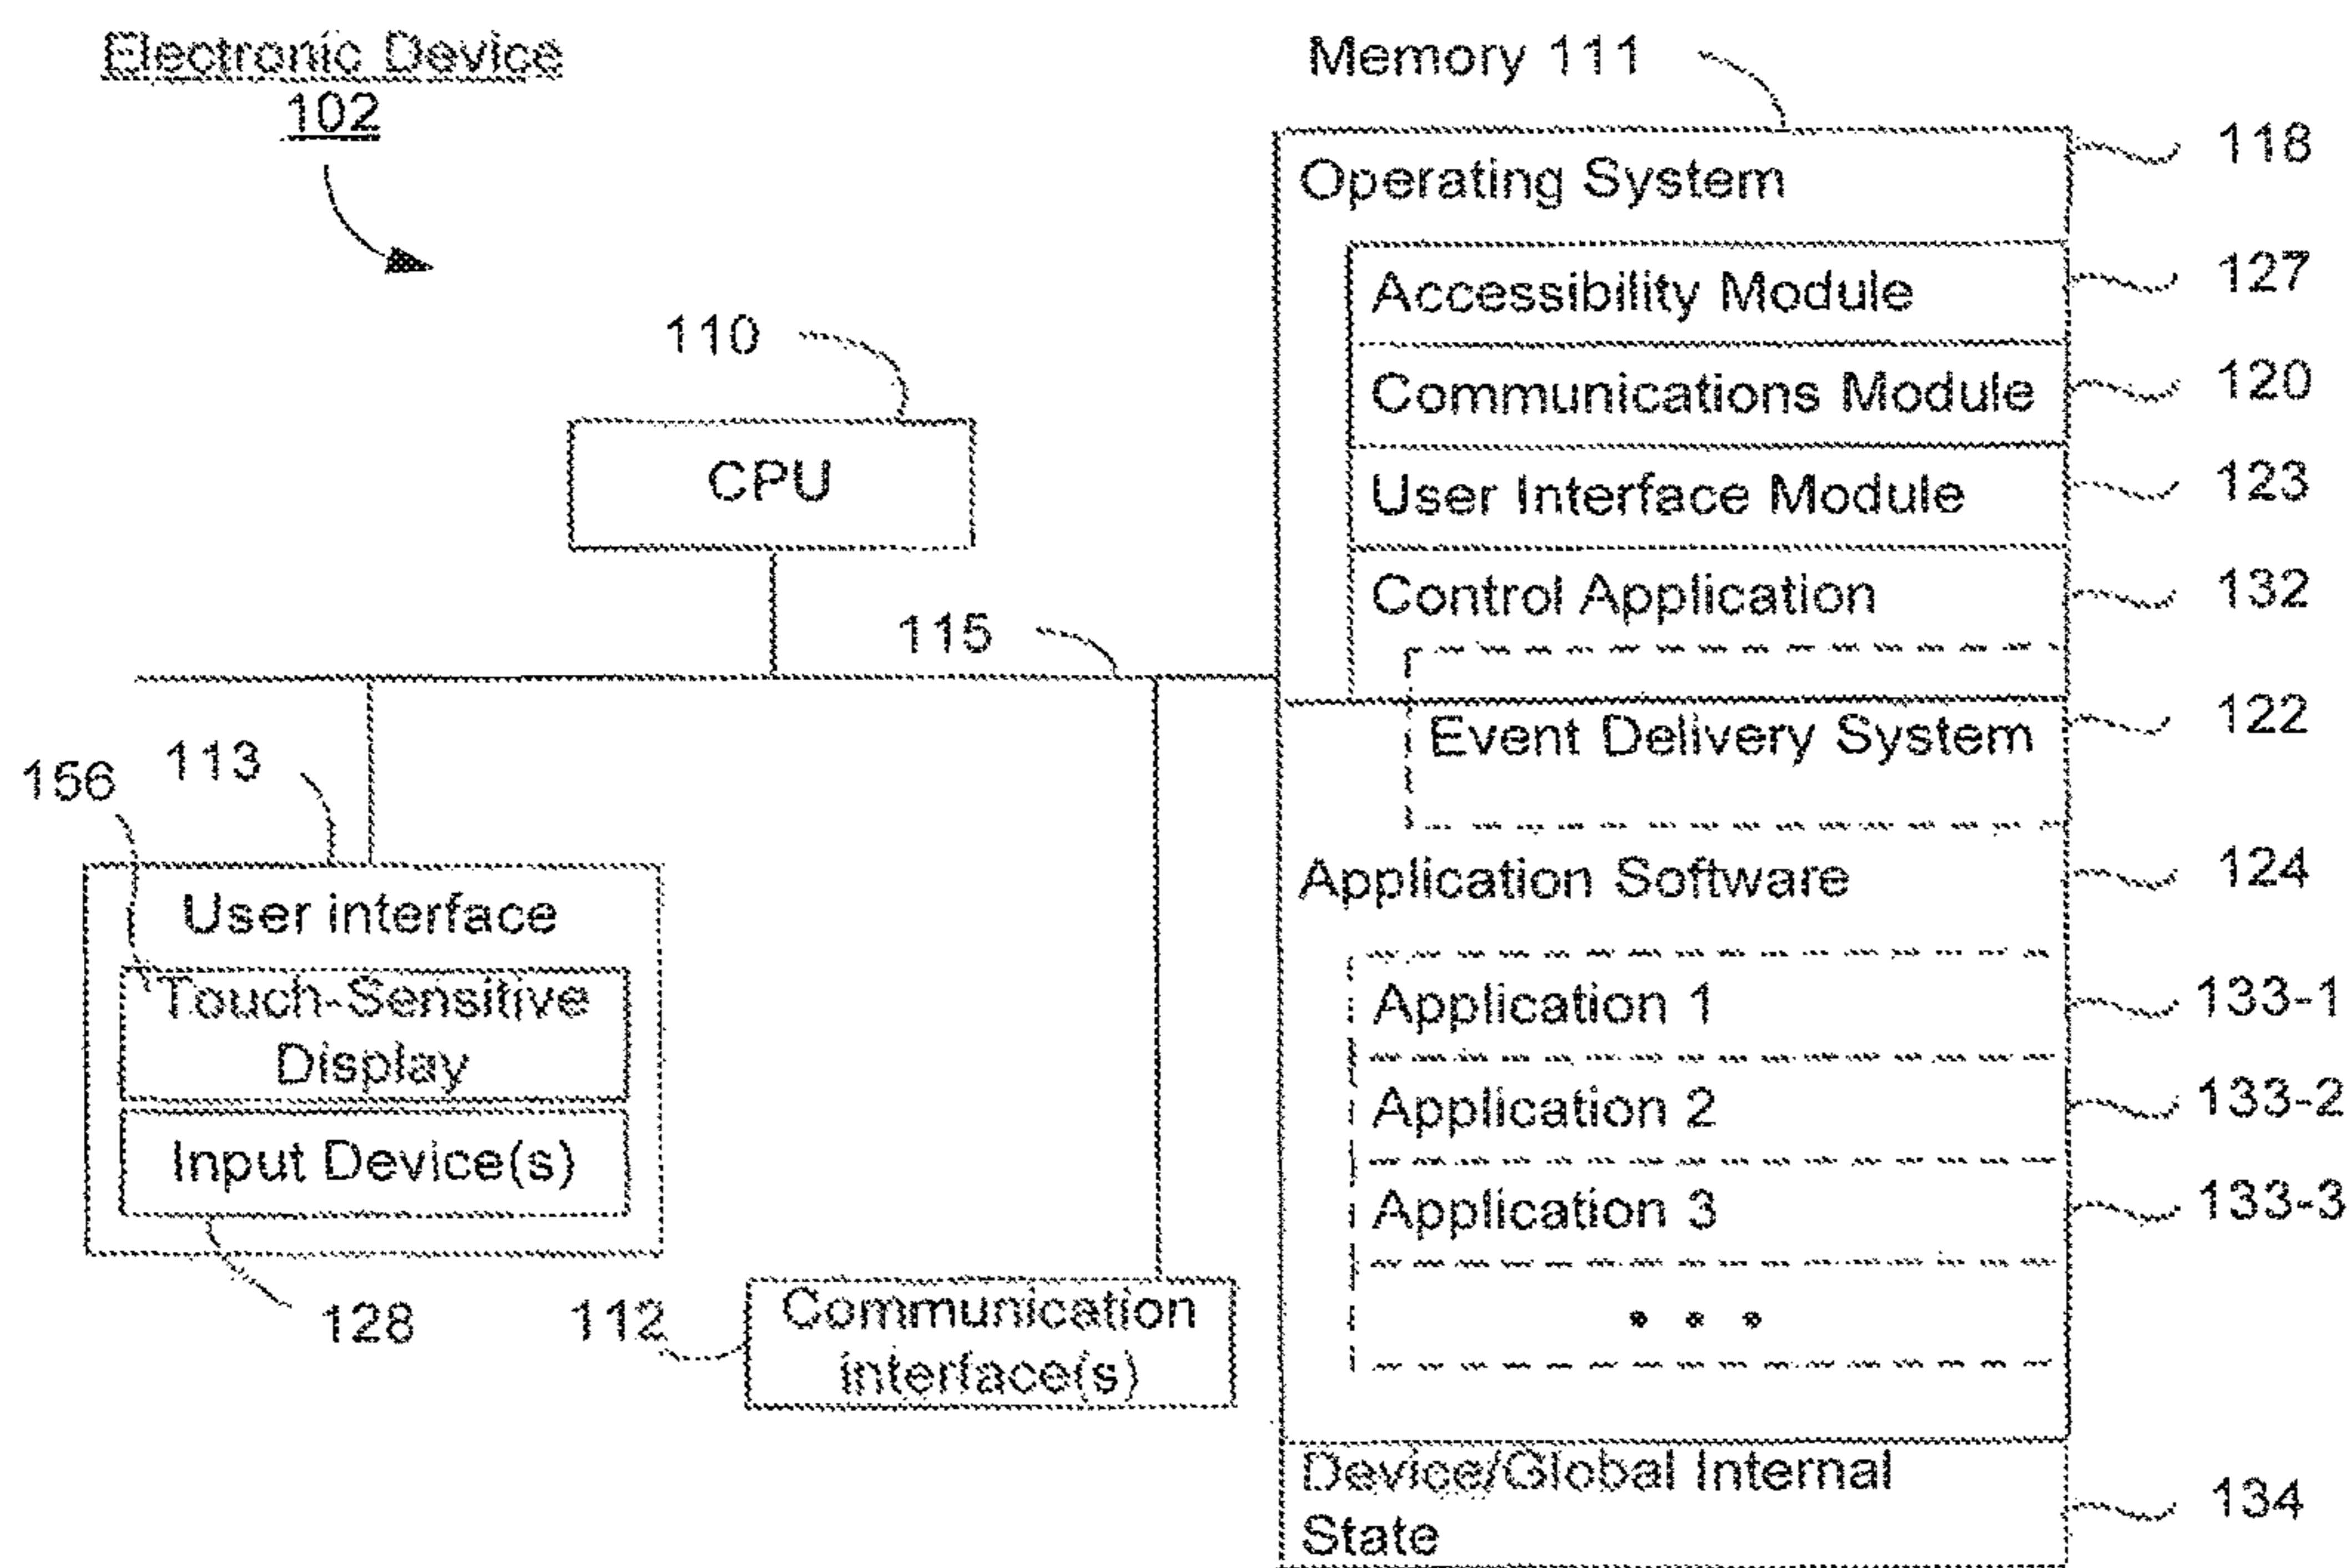 Electronic Device
102
110
CPU
115
113
156
User interface
Touch-Sensitive
Display
Input Device(s)
128
112
Communication
interface(s)
Memory 111
Operating System
118
Accessibility Module
127
Communications Module
120
User Interface Module
123
Control Application
132
Event Delivery System
122
Application Software
124
Application 1
133-1
Application 2
133-2
Application 3
133-3
• • •
Device/Global Internal
State
134